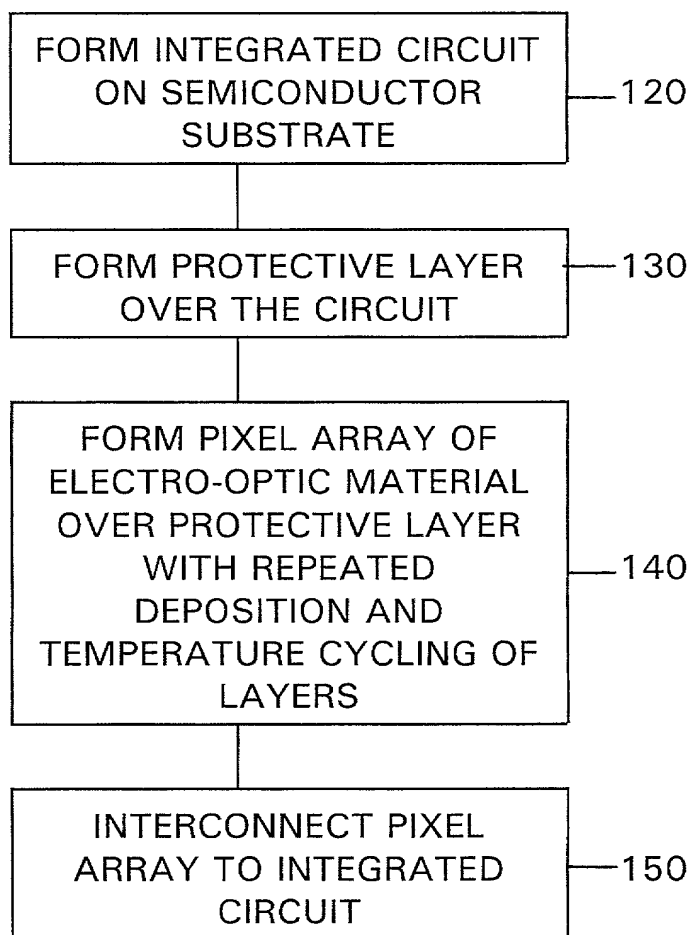 FORM INTEGRATED CIRCUIT
ON SEMICONDUCTOR
SUBSTRATE
120
FORM PROTECTIVE LAYER
OVER THE CIRCUIT
130
FORM PIXEL ARRAY OF
ELECTRO-OPTIC MATERIAL
OVER PROTECTIVE LAYER
WITH REPEATED
DEPOSITION AND
TEMPERATURE CYCLING OF
LAYERS
140
INTERCONNECT PIXEL
ARRAY TO INTEGRATED
CIRCUIT
150